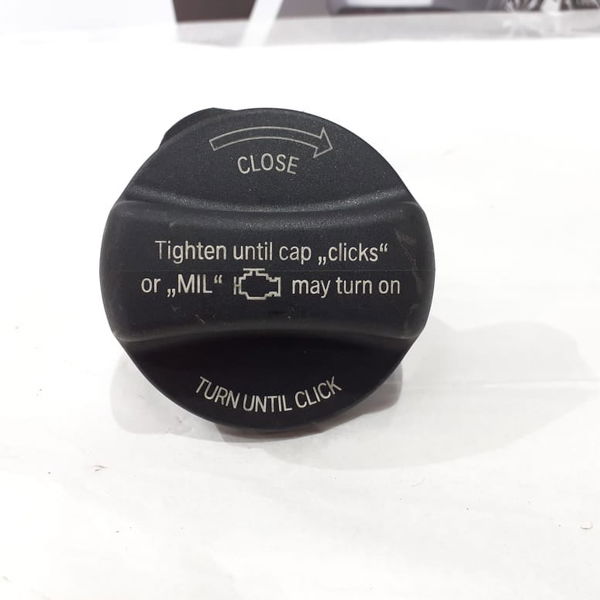 CLOSE
Tighten until cap „clicks“
or „MIL“ may turn on
TURN UNTIL CLICK